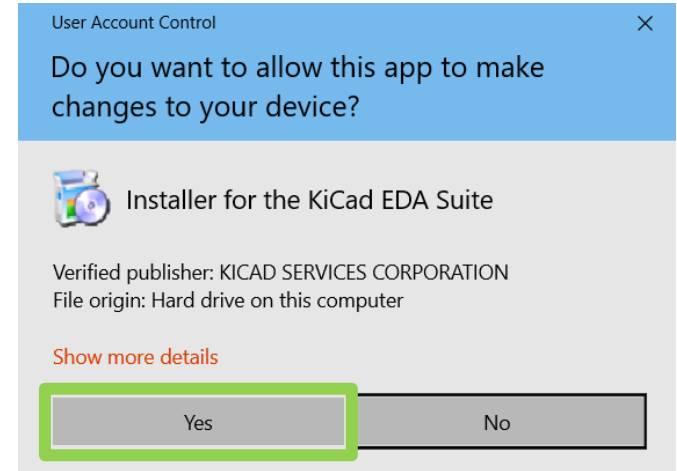 User Account Control
Do you want to allow this app to make
changes to your device?
Installer for the KiCad EDA Suite
Verified publisher: KICAD SERVICES CORPORATION
File origin: Hard drive on this computer
Show more details
Yes
No